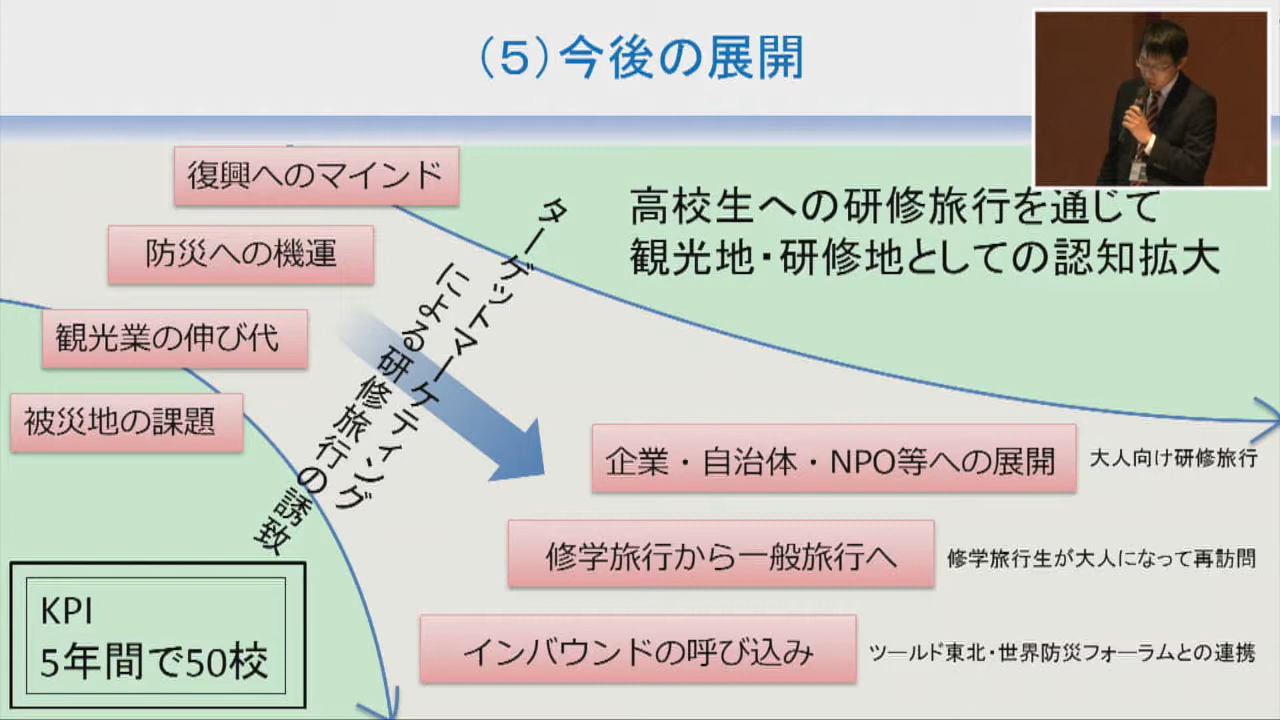 （5）今後の展開
復興へのマインド
防災への機運
観光業の伸び代
被災地の課題
ターゲットマーケティング
による研修旅行の誘致
高校生への研修旅行を通じて
観光地・研修地としての認知拡大
企業・自治体・NPO等への展開
大人向け研修旅行
修学旅行から一般旅行へ
修学旅行生が大人になって再訪問
インバウンドの呼び込み
ツールド東北・世界防災フォーラムとの連携
KPI
5年間で50校